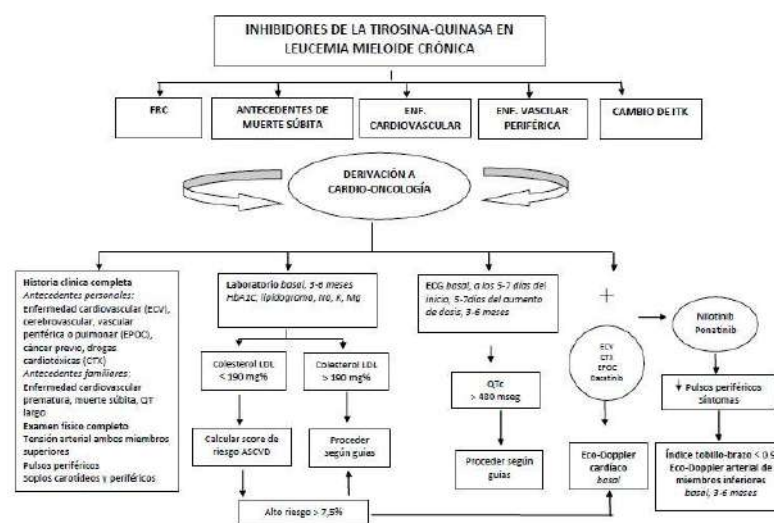 INHIBIDORES DE LA TIROSINA-QUINASA EN
LEUCEMIA MIELOIDE CRÓNICA
FRC
ANTECEDENTES DE
MUERTE SÚBITA
ENF.
CARDIOVASCULAR
ENF. VASCILAR
PERIFÉRICA
CAMBIO DE ITK
DERIVACIÓN A
CARDIO-ONCOLOGÍA
Historia clínica completa
Antecedentes personales:
Enfermedad cardiovascular (ECV),
cerebrovascular, vascular
periférica o pulmonar (EPOC),
cáncer previo, drogas
cardiotóxicas (CTX)
Antecedentes familiares:
Enfermedad cardiovascular
prematura, muerte súbita, QT
largo
Examen físico completo
Tensión arterial ambos miembros
superiores
Pulsos periféricos
Soplos carotídeos y periféricos
Laboratorio basal, 3-6 meses
HbA1C, lipidograma, K, Mg
Colesterol LDL
< 190 mg%
Colesterol LDL
> 190 mg%
Calcular score de
riesgo ASCVD
Proceder
según guías
Alto riesgo > 7,5%
ECG basal, a los 5-7 días del
inicio, 5-7días del aumento de
dosis, 3-6 meses
QTc
> 480 mseg
Proceder según
guías
+
ECV
CTX
EPOC
Dasatinib
Eco-Doppler
cardíaco
basal
Nilotinib
Ponatinib
Pulsos periféricos
Síntomas
Índice tobillo-brazo < 0.9
Eco-Doppler arterial de
miembros inferiores
basal, 3-6 meses